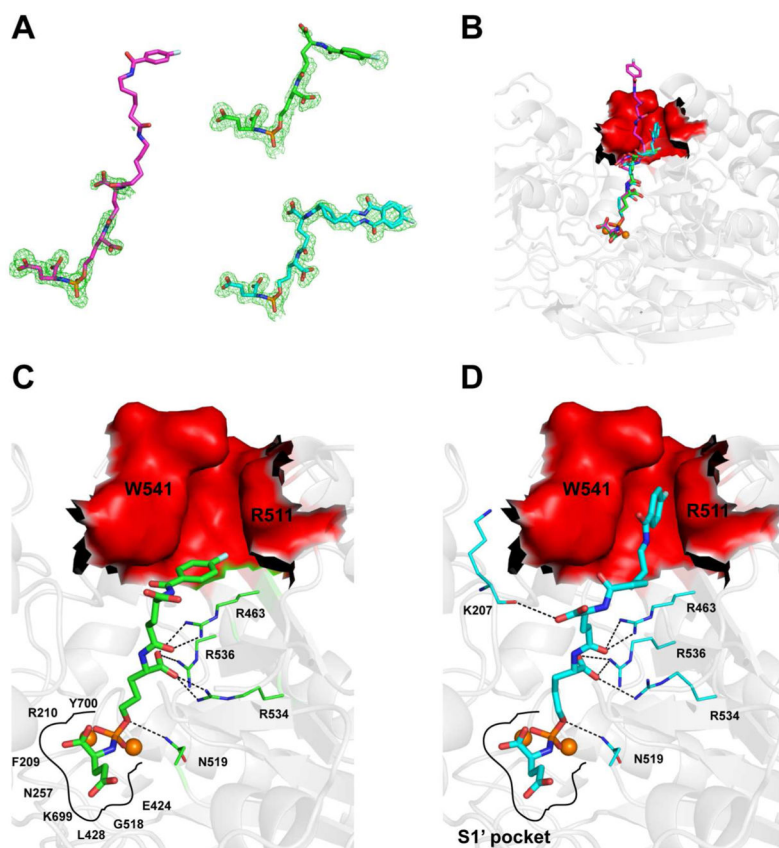 A
B
C
W541
R511
R463
R536
R534
N519
Y700
R210
F209
N257
K699
L428
G518
E424
D
W541
R511
K207
R463
R536
R534
N519
S1' pocket